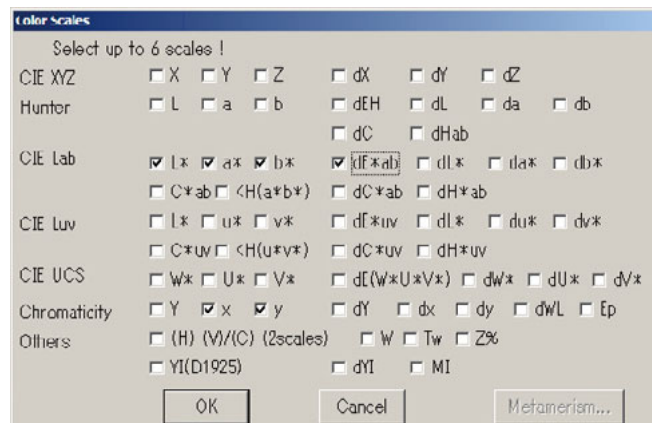 Color Scales
Select up to 6 scales !
CIE XYZ X Y Z dX dY dZ
Hunter L a b dEH dL da db
dC dHab
CIE Lab L* a* b* dE*ab dL* da* db*
C*ab <H(a*b*) dC*ab dH*ab
CIE Luv L* u* v* dE*uv dL* du* dv*
C*uv <H(u*v*) dC*uv dH*uv
CIE UCS W* U* V* dE(W*U*V*) dW* dU* dV*
Chromaticity Y x y dY dx dy dWL Ep
Others (H) (V)/(C) (2scales) W Tw Z%
YI(D1925) dYI MI
OK Cancel Metamerism...